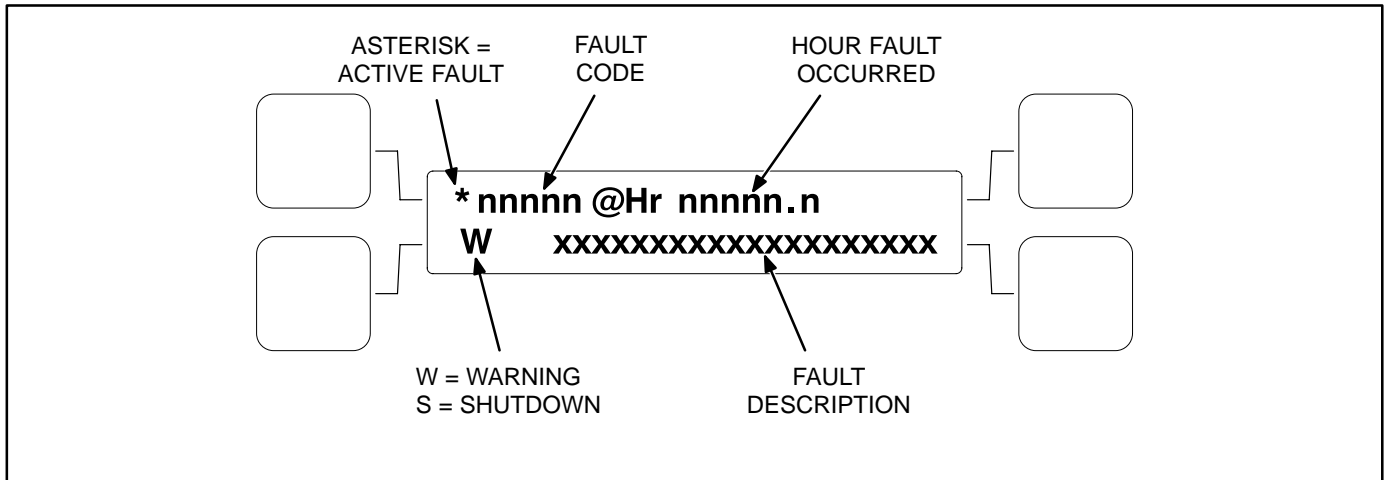 ASTERISK =
ACTIVE FAULT
FAULT
CODE
HOUR FAULT
OCCURRED
* nnnnn @Hr nnnnn.n
W xxxxxxxxxxxxxxxxxxxx
W = WARNING
S = SHUTDOWN
FAULT
DESCRIPTION